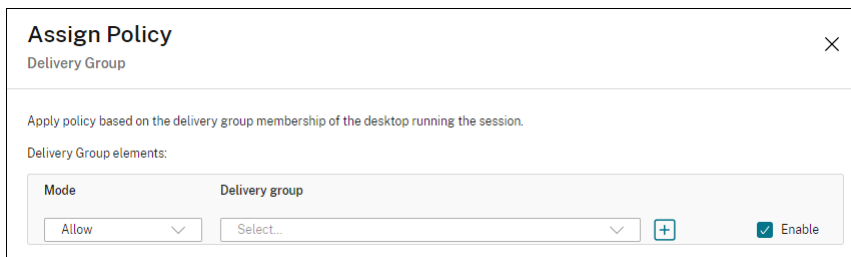 Assign Policy
Delivery Group
Apply policy based on the delivery group membership of the desktop running the session.
Delivery Group elements:
Mode Delivery group
Allow Select... Enable